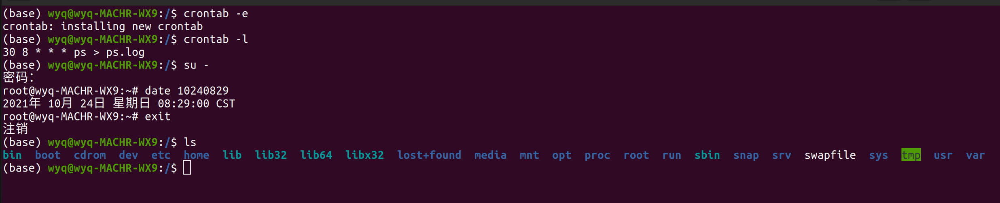 (base) wyq@wyq-MACHR-WX9:/$ crontab -e
crontab: installing new crontab
(base) wyq@wyq-MACHR-WX9:/$ crontab -l
30 8 * * * ps > ps.log
(base) wyq@wyq-MACHR-WX9:/$ su -
密码：
root@wyq-MACHR-WX9:~# date 10240829
2021年 10月 24日 星期日 08:29:00 CST
root@wyq-MACHR-WX9:~# exit
注销
(base) wyq@wyq-MACHR-WX9:/$ ls
bin  boot  cdrom  dev  etc  home  lib  lib32  lib64  libx32  lost+found  media  mnt  opt  proc  root  run  sbin  snap  srv  swapfile  sys  tmp  usr  var
(base) wyq@wyq-MACHR-WX9:/$